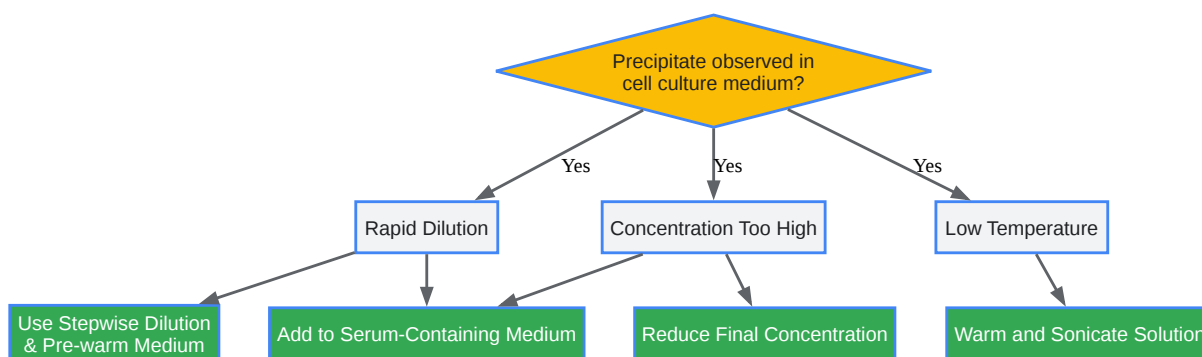 Precipitate observed in
cell culture medium?
Yes
Yes
Yes
Rapid Dilution
Concentration Too High
Low Temperature
Use Stepwise Dilution
& Pre-warm Medium
Add to Serum-Containing Medium
Reduce Final Concentration
Warm and Sonicate Solution